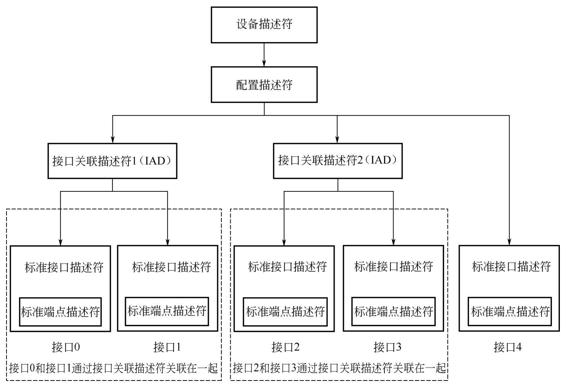 设备描述符
配置描述符
接口关联描述符1（IAD）
接口关联描述符2（IAD）
标准接口描述符
标准接口描述符
标准接口描述符
标准接口描述符
标准接口描述符
标准端点描述符
标准端点描述符
标准端点描述符
标准端点描述符
标准端点描述符
接口0
接口1
接口2
接口3
接口4
接口0和接口1通过接口关联描述符关联在一起
接口2和接口3通过接口关联描述符关联在一起